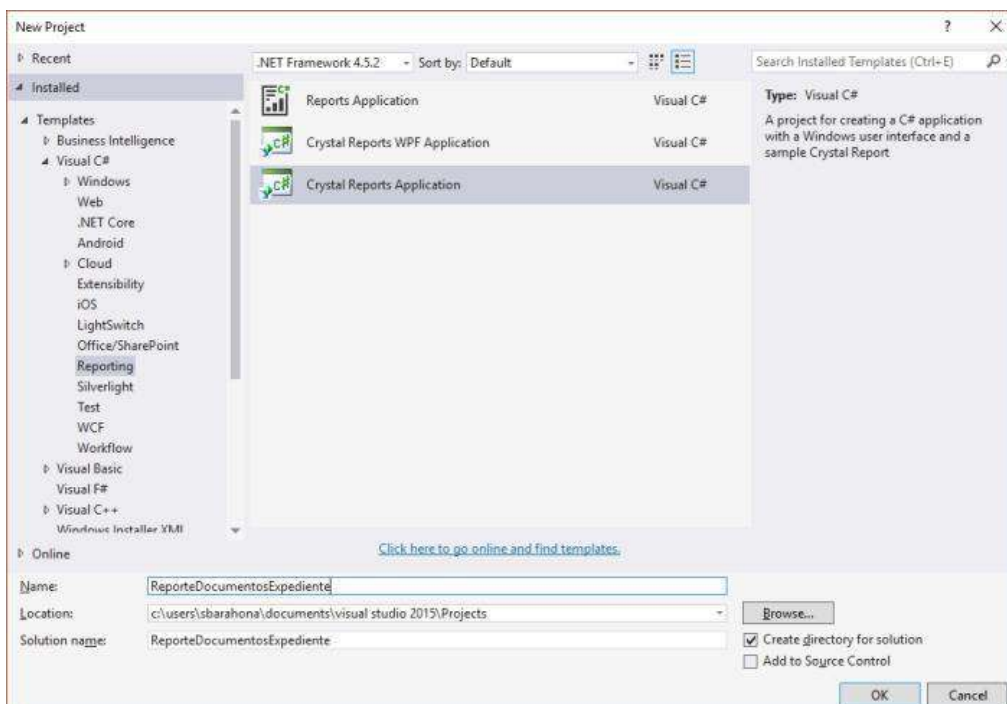 New Project
?
Recent
.NET Framework 4.5.2
Sort by: Default
Search Installed Templates (Ctrl+E)
Installed
Templates
Business Intelligence
Visual C#
Windows
Web
.NET Core
Android
Cloud
Extensibility
iOS
LightSwitch
Office/SharePoint
Reporting
Silverlight
Test
WCF
Workflow
Visual Basic
Visual F#
Visual C++
Windows Installer XML
Online
Reports Application Visual C#
Crystal Reports WPF Application Visual C#
Crystal Reports Application Visual C#
Type: Visual C#
A project for creating a C# application
with a Windows user interface and a
sample Crystal Report
Click here to go online and find templates.
Name: ReporteDocumentosExpediente
Location: c:\users\sbarahona\documents\visual studio 2015\Projects
Browse...
Solution name: ReporteDocumentosExpediente
Create directory for solution
Add to Source Control
OK
Cancel